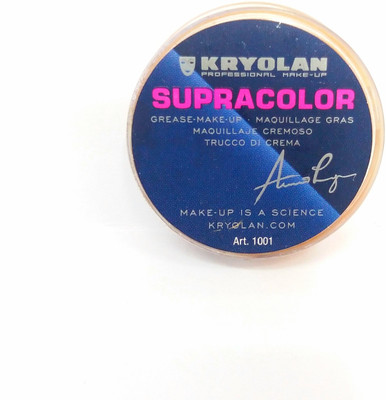 KRYOLAN
PROFESSIONAL MAKE-UP
SUPRACOLOR
GREASE-MAKE-UP · MAQUILLAGE GRAS
MAQUILLAJE CREMOSO
TRUCCO DI CREMA
MAKE-UP IS A SCIENCE
KRYOLAN.COM
Art. 1001